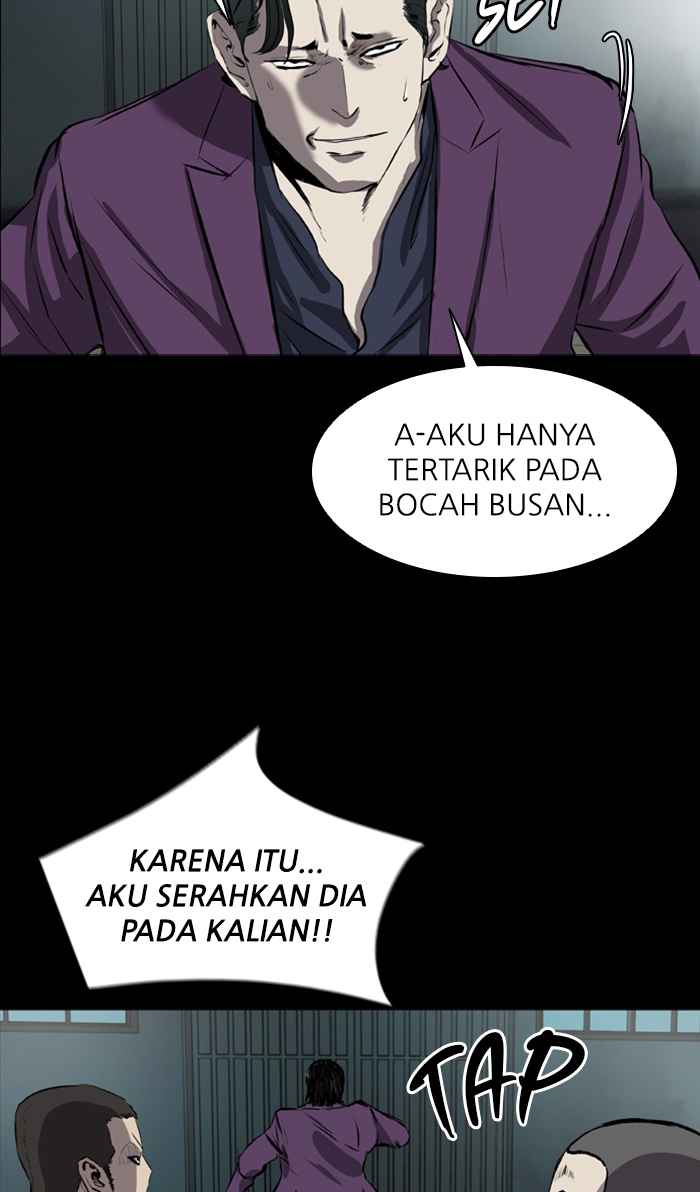 A-AKU HANYA
TERTARIK PADA
BOCAH BUSAN...
KARENA ITU...
AKU SERAHKAN DIA
PADA KALIAN!!
TAP